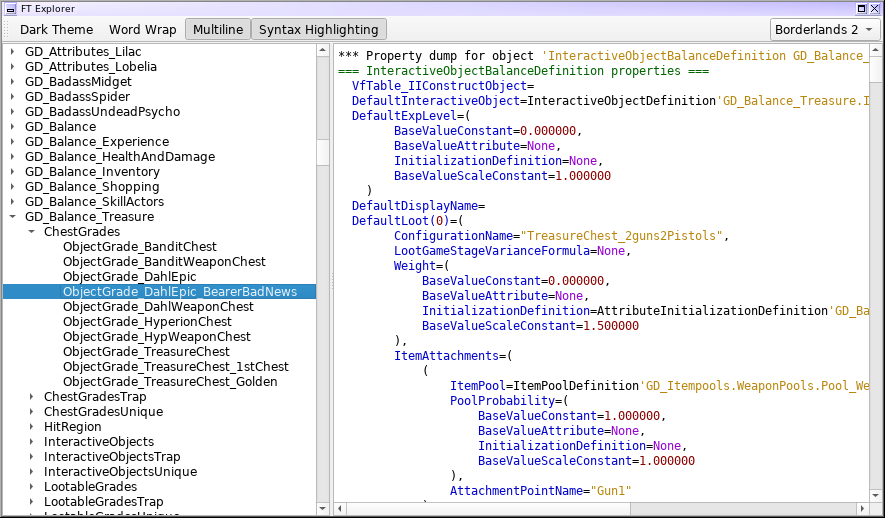 FT Explorer
Dark Theme Word Wrap Multiline Syntax Highlighting Borderlands 2
GD_Attributes_Lilac
GD_Attributes_Lobelia
GD_BadassMidget
GD_BadassSpider
GD_BadassUndeadPsycho
GD_Balance
GD_Balance_Experience
GD_Balance_HealthAndDamage
GD_Balance_Inventory
GD_Balance_Shopping
GD_Balance_SkillActors
GD_Balance_Treasure
ChestGrades
ObjectGrade_BanditChest
ObjectGrade_BanditWeaponChest
ObjectGrade_DahlEpic
ObjectGrade_DahlEpic_BearerBadNews
ObjectGrade_DahlWeaponChest
ObjectGrade_HyperionChest
ObjectGrade_HypWeaponChest
ObjectGrade_TreasureChest
ObjectGrade_TreasureChest_1stChest
ObjectGrade_TreasureChest_Golden
ChestGradesTrap
ChestGradesUnique
HitRegion
InteractiveObjects
InteractiveObjectsTrap
InteractiveObjectsUnique
LootableGrades
LootableGradesTrap
*** Property dump for object 'InteractiveObjectBalanceDefinition GD_Balance_
=== InteractiveObjectBalanceDefinition properties ===
VfTable_IIConstructObject=
DefaultInteractiveObject=InteractiveObjectDefinition'GD_Balance_Treasure.I
DefaultExpLevel=(
BaseValueConstant=0.000000,
BaseValueAttribute=None,
InitializationDefinition=None,
BaseValueScaleConstant=1.000000
)
DefaultDisplayName=
DefaultLoot(0)=(
ConfigurationName="TreasureChest_2guns2Pistols",
LootGameStageVarianceFormula=None,
Weight=(
BaseValueConstant=0.000000,
BaseValueAttribute=None,
InitializationDefinition=AttributeInitializationDefinition'GD_Ba
BaseValueScaleConstant=1.500000
),
ItemAttachments=(
(
ItemPool=ItemPoolDefinition'GD_Itempools.WeaponPools.Pool_We
PoolProbability=(
BaseValueConstant=1.000000,
BaseValueAttribute=None,
InitializationDefinition=None,
BaseValueScaleConstant=1.000000
),
AttachmentPointName="Gun1"